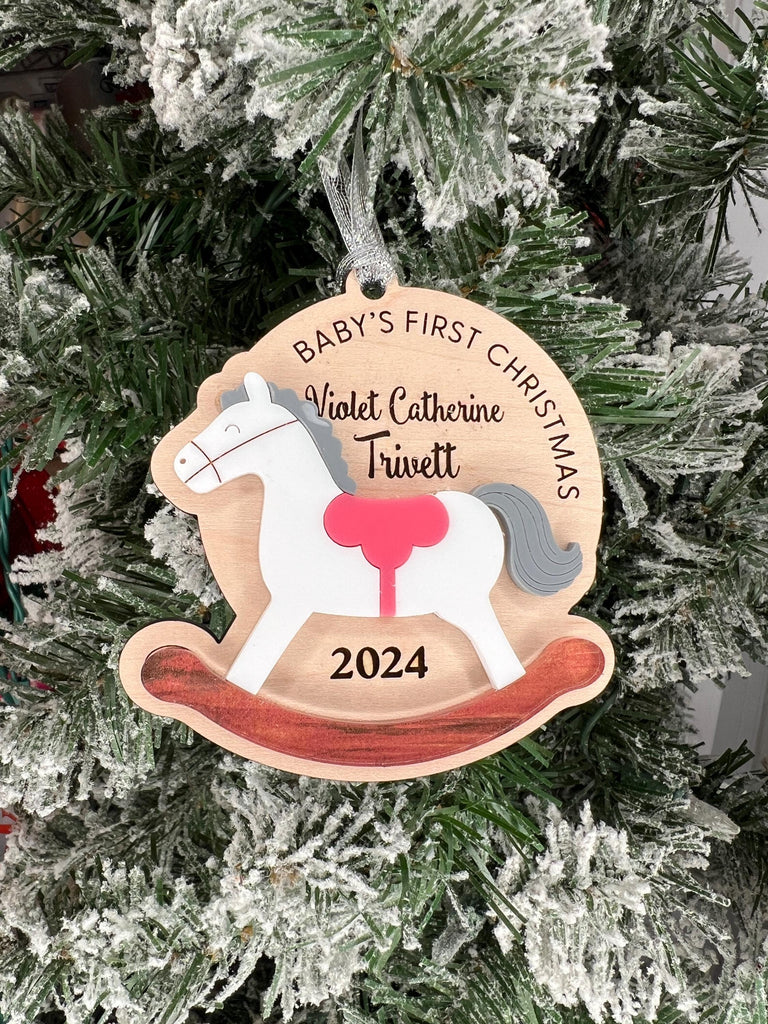 BABY'S FIRST CHRISTMAS
Violet Catherine
Trivett
2024